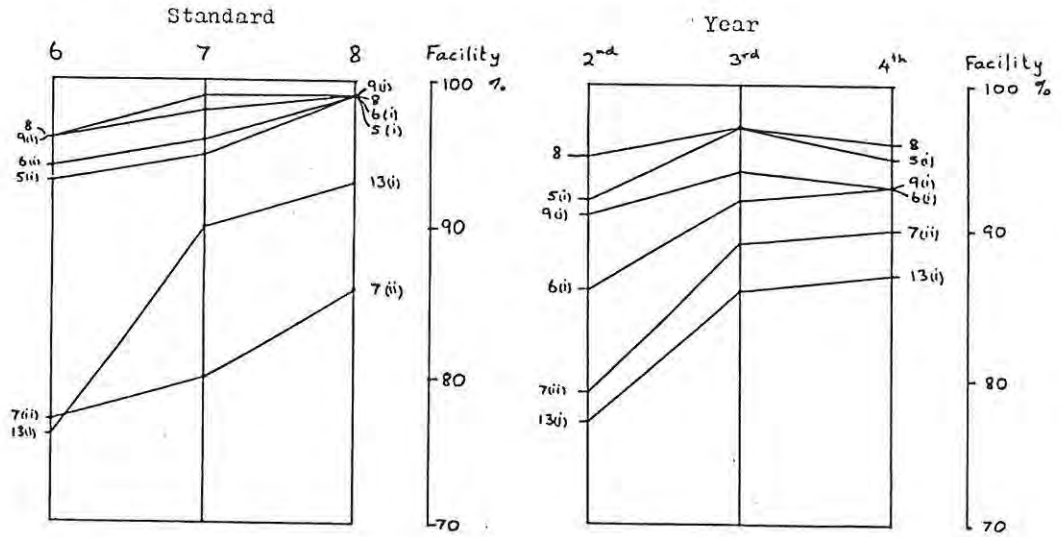 Standard
6 7 8 Facility
100 %
90
80
70
8
9(i)
6(i)
5(i)
7(ii)
13(i)
9(i)
8
6(i)
5(i)
13(i)
7(ii)
Year
2nd 3rd 4th Facility
100 %
90
80
70
8
5(i)
9(i)
6(i)
7(ii)
13(i)
8
5(i)
9(i)
6(i)
7(ii)
13(i)